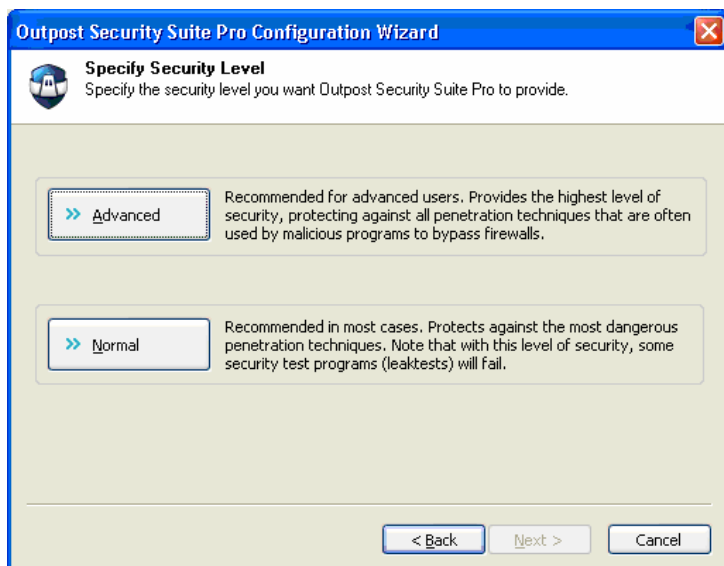 Outpost Security Suite Pro Configuration Wizard
Specify Security Level
Specify the security level you want Outpost Security Suite Pro to provide.
>> Advanced
Recommended for advanced users. Provides the highest level of
security, protecting against all penetration techniques that are often
used by malicious programs to bypass firewalls.
>> Normal
Recommended in most cases. Protects against the most dangerous
penetration techniques. Note that with this level of security, some
security test programs (leaktests) will fail.
< Back
Next >
Cancel